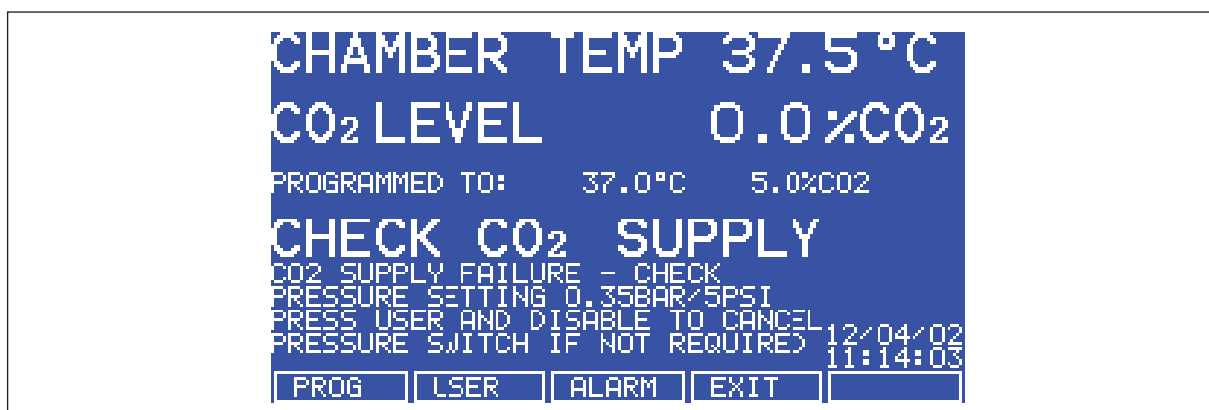 CHAMBER TEMP 37.5°C
CO₂ LEVEL 0.0%CO₂
PROGRAMMED TO: 37.0°C 5.0%CO2
CHECK CO₂ SUPPLY
CO2 SUPPLY FAILURE - CHECK
PRESSURE SETTING 0.35BAR/5PSI
PRESS USER AND DISABLE TO CANCEL
PRESSURE SWITCH IF NOT REQUIRED
12/04/02
11:14:03
PROG USER ALARM EXIT